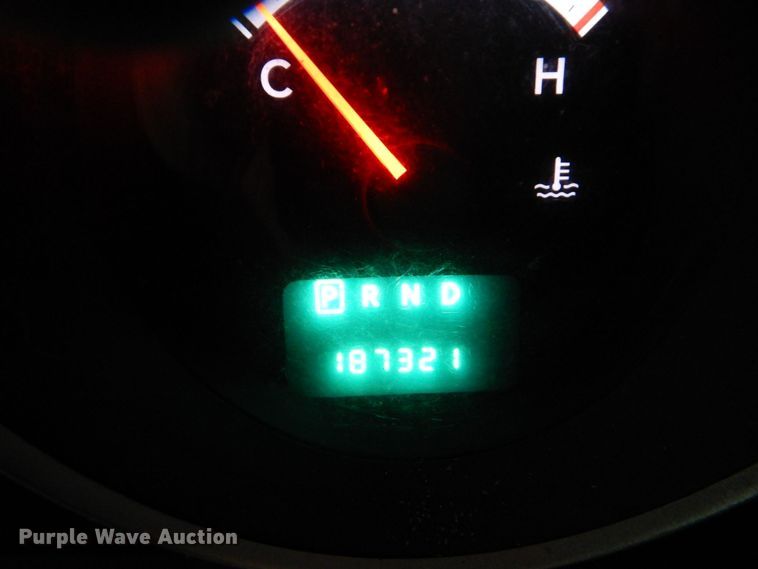 C H
P R N D
187321
Purple Wave Auction